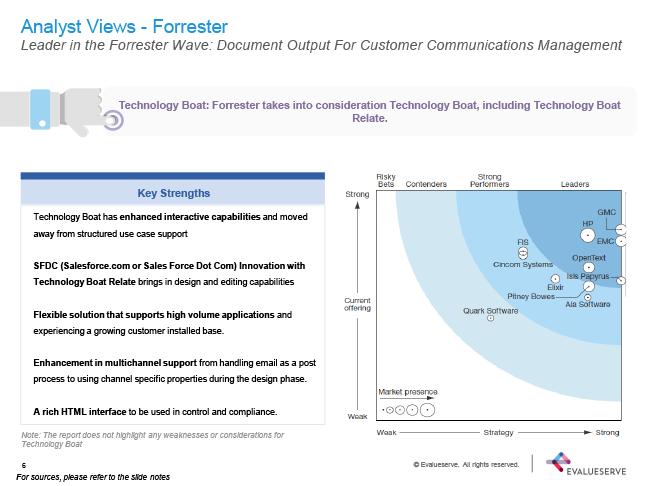 Analyst Views - Forrester
Leader in the Forrester Wave: Document Output For Customer Communications Management
Technology Boat: Forrester takes into consideration Technology Boat, including Technology Boat
Relate.
Key Strengths
Technology Boat has enhanced interactive capabilities and moved
away from structured use case support
SFDC (Salesforce.com or Sales Force Dot Com) Innovation with
Technology Boat Relate brings in design and editing capabilities
Flexible solution that supports high volume applications and
experiencing a growing customer installed base.
Enhancement in multichannel support from handling email as a post
process to using channel specific properties during the design phase.
A rich HTML interface to be used in control and compliance.
Note: The report does not highlight any weaknesses or considerations for
Technology Boat
Risky
Bets
Contenders
Strong
Performers
Leaders
Strong
GMC
HP
EMC
FIS
Cincom Systems
OpenText
Isis Papyrus
Elixir
Pitney Bowes
Aia Software
Current
offering
Quark Software
Market presence
Weak
Weak
Strategy
Strong
6
For sources, please refer to the slide notes
© Evalueserve. All rights reserved.
EVALUESERVE